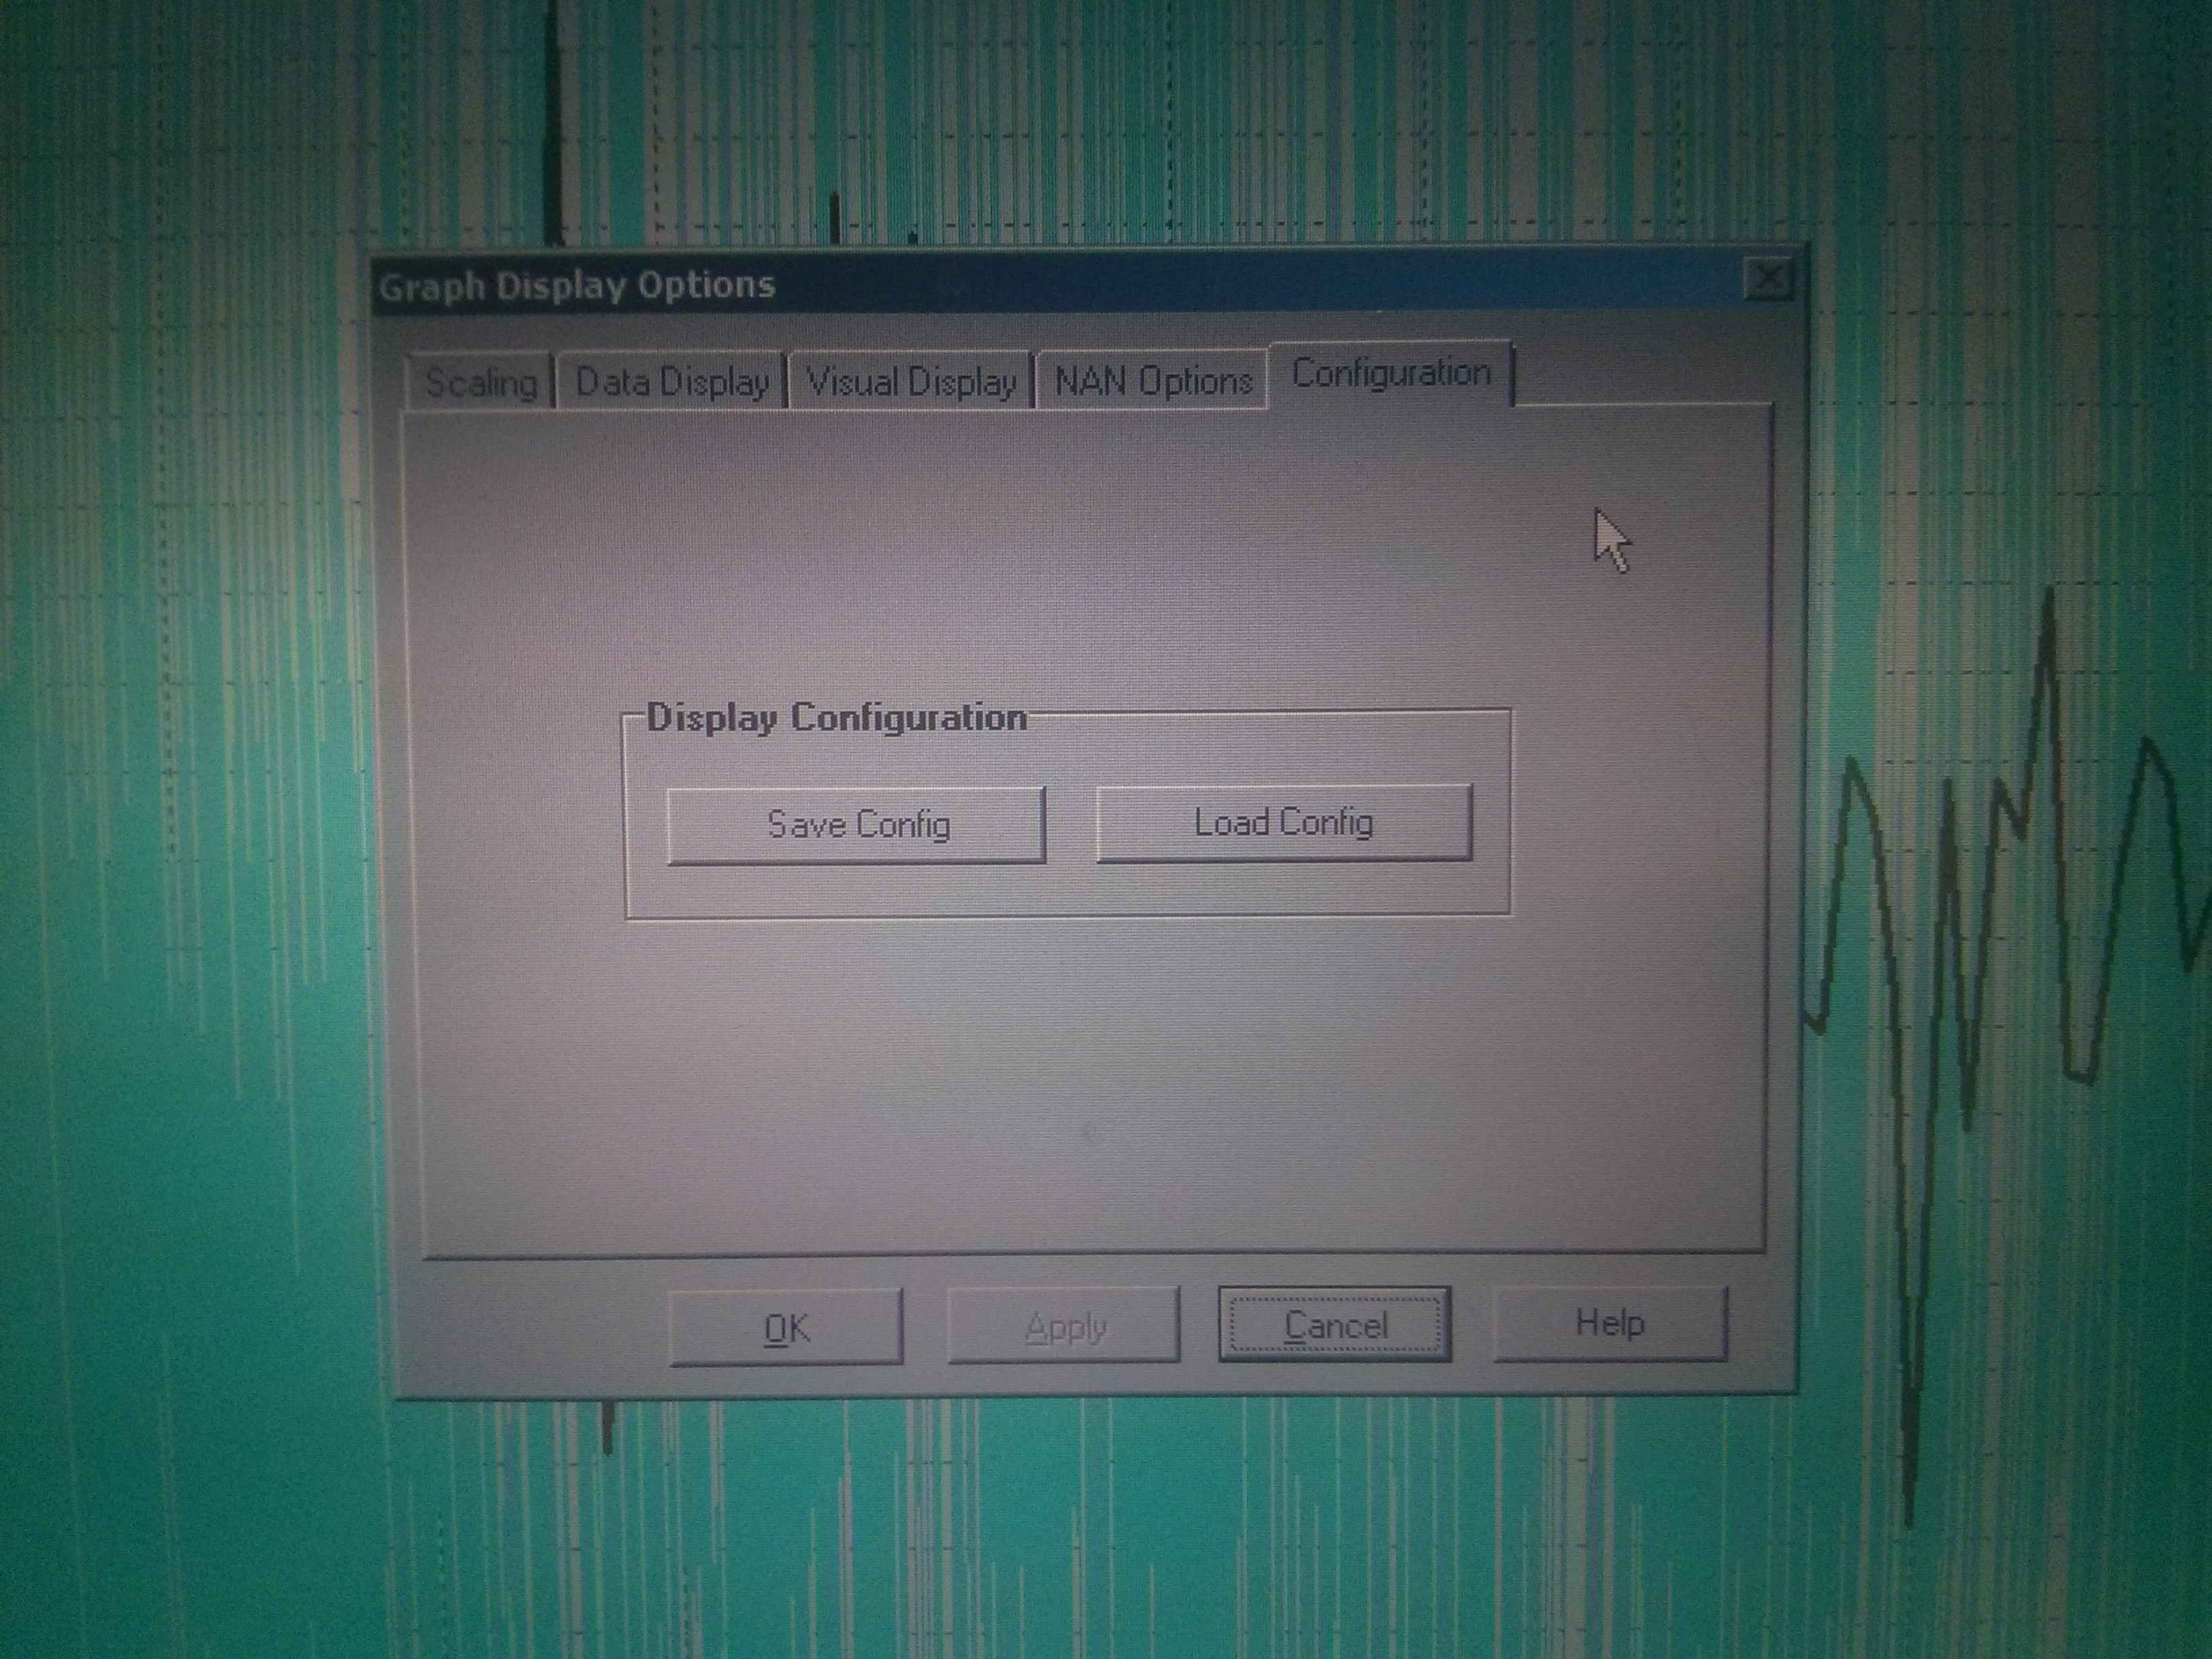 Graph Display Options
Scaling Data Display Visual Display NAN Options Configuration
Display Configuration
Save Config Load Config
OK Apply Cancel Help